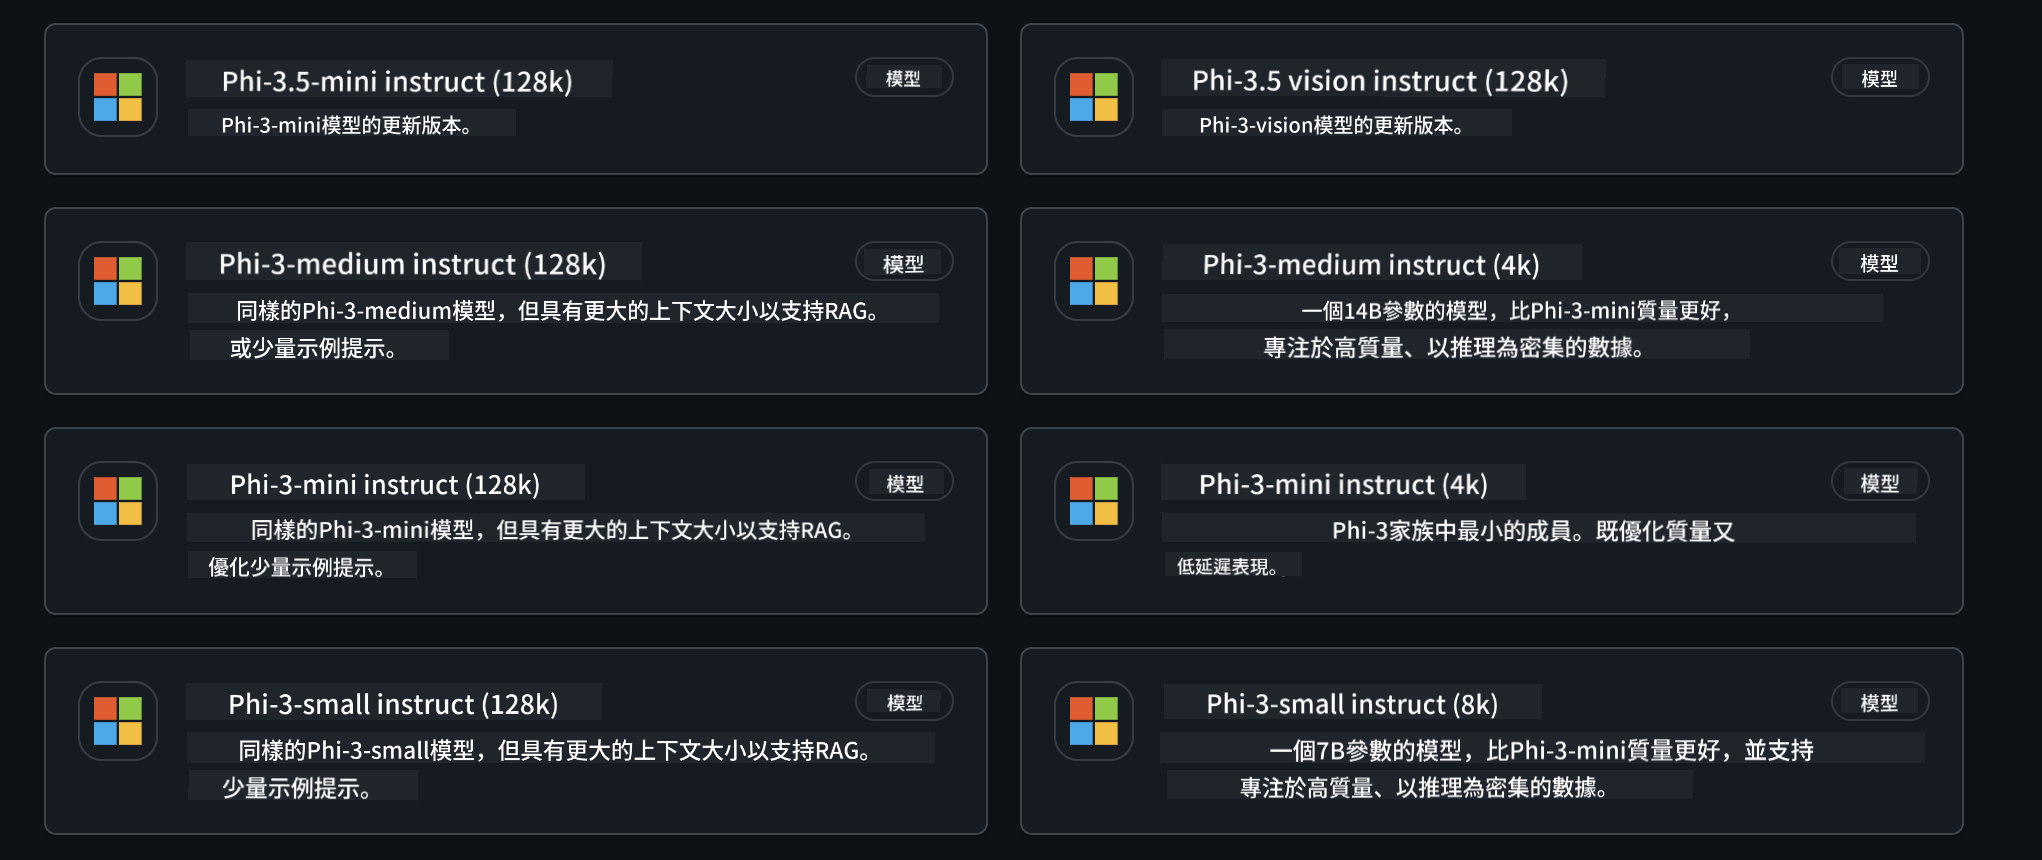 Phi-3.5-mini instruct (128k)
模型
Phi-3-mini模型的更新版本。
Phi-3.5 vision instruct (128k)
模型
Phi-3-vision模型的更新版本。
Phi-3-medium instruct (128k)
模型
同樣的Phi-3-medium模型，但具有更大的上下文大小以支持RAG。
或少量示例提示。
Phi-3-medium instruct (4k)
模型
一個14B參數的模型，比Phi-3-mini質量更好，
專注於高質量、以推理為密集的數據。
Phi-3-mini instruct (128k)
模型
同樣的Phi-3-mini模型，但具有更大的上下文大小以支持RAG。
優化少量示例提示。
Phi-3-mini instruct (4k)
模型
Phi-3家族中最小的成員。既優化質量又
低延遲表現。
Phi-3-small instruct (128k)
模型
同樣的Phi-3-small模型，但具有更大的上下文大小以支持RAG。
少量示例提示。
Phi-3-small instruct (8k)
模型
一個7B參數的模型，比Phi-3-mini質量更好，並支持
專注於高質量、以推理為密集的數據。